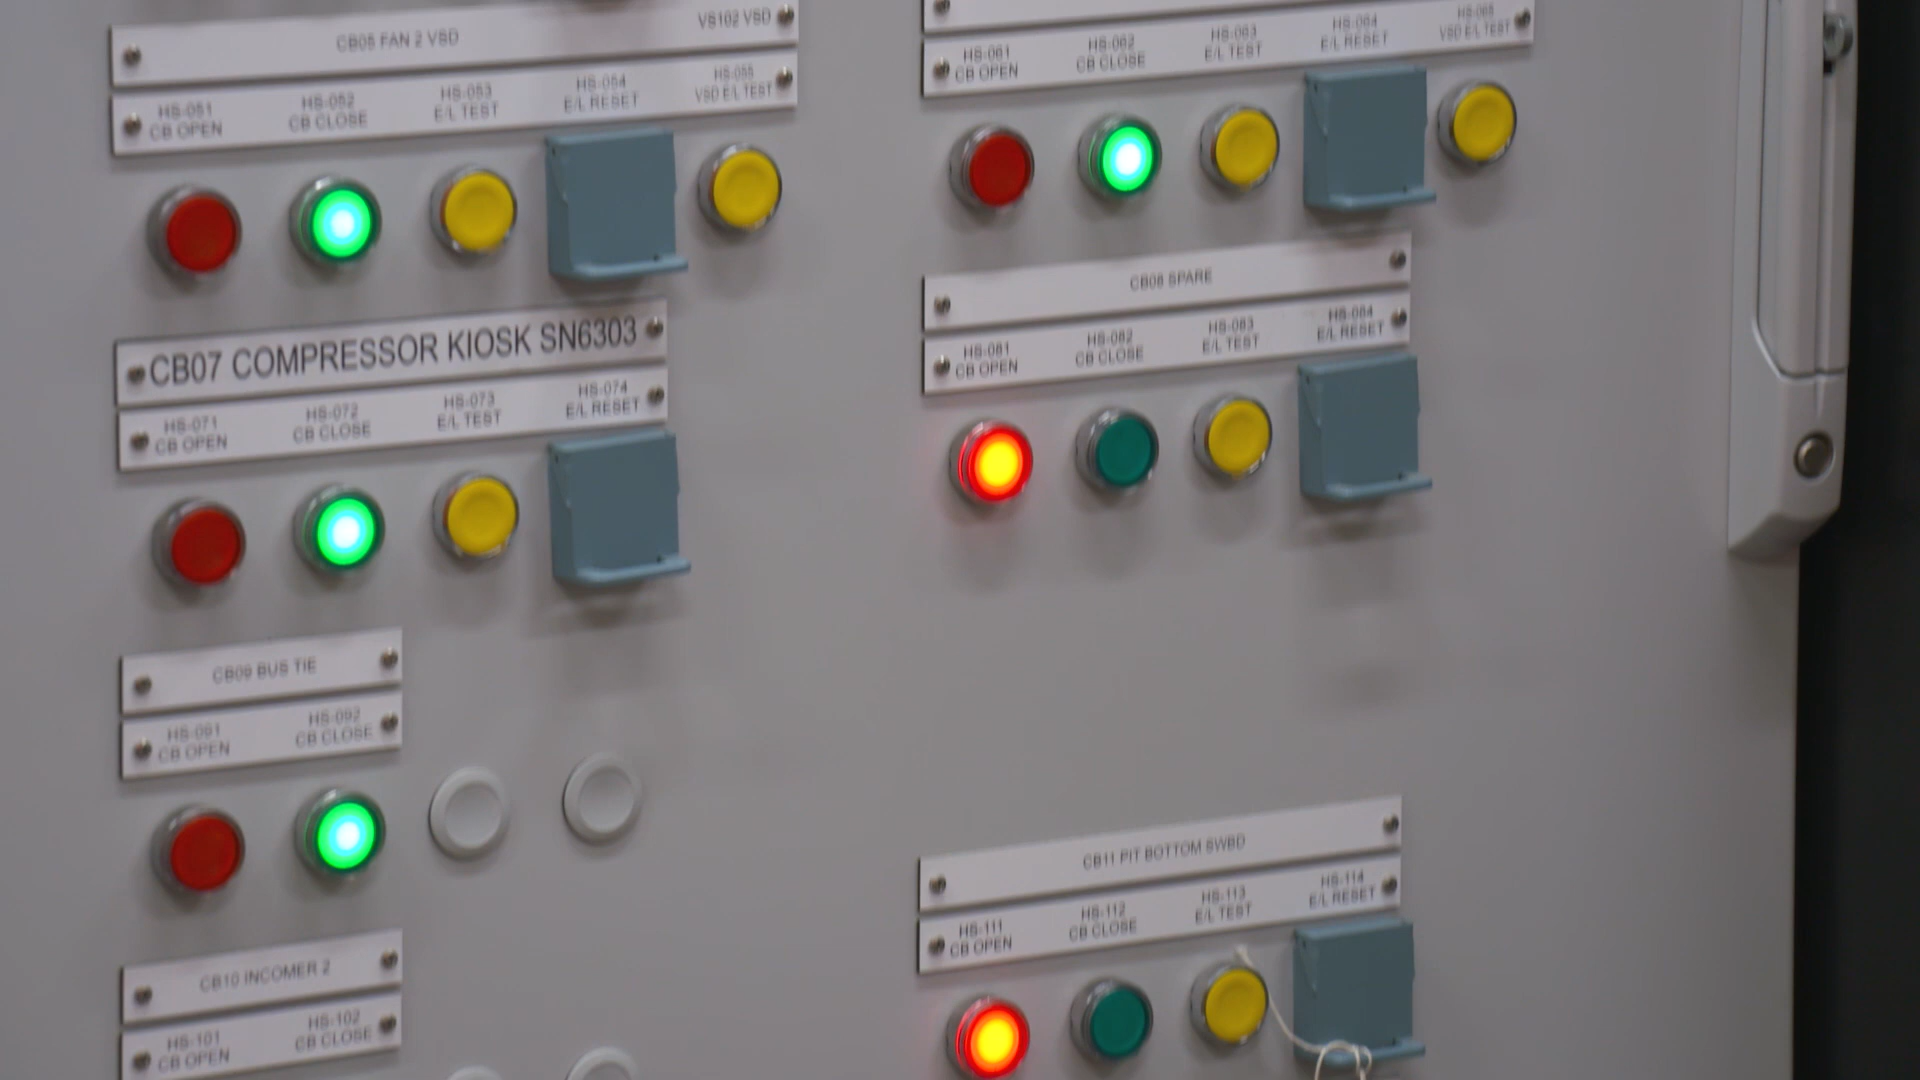 CB05 FAN 2 VSD
VS102 VSD
HS-051
CB OPEN
HS-052
CB CLOSE
HS-053
E/L TEST
HS-054
E/L RESET
HS-055
VSD E/L TEST
HS-061
CB OPEN
HS-062
CB CLOSE
HS-063
E/L TEST
HS-064
E/L RESET
HS-065
VSD E/L TEST
CB07 COMPRESSOR KIOSK SN6303
HS-071
CB OPEN
HS-072
CB CLOSE
HS-073
E/L TEST
HS-074
E/L RESET
CB08 SPARE
HS-081
CB OPEN
HS-082
CB CLOSE
HS-083
E/L TEST
HS-084
E/L RESET
CB09 BUS TIE
HS-091
CB OPEN
HS-092
CB CLOSE
CB10 INCOMER 2
HS-101
CB OPEN
HS-102
CB CLOSE
CB11 PIT BOTTOM SWBD
HS-111
CB OPEN
HS-112
CB CLOSE
HS-113
E/L TEST
HS-114
E/L RESET